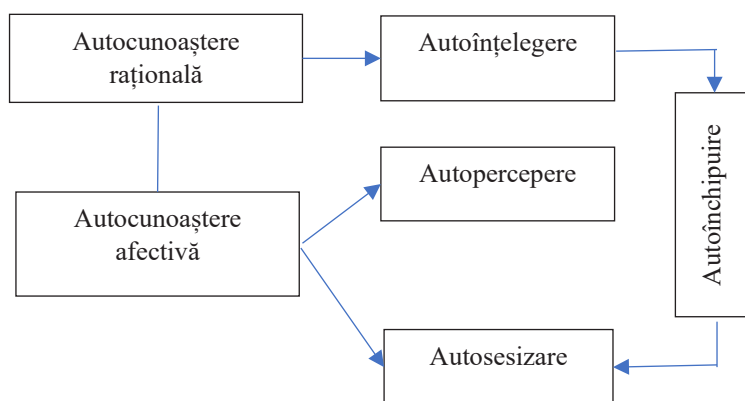 Autocunoaștere
rațională
Autoînțelegere
Autoînchipuire
Autopercepere
Autocunoaștere
afectivă
Autosesizare